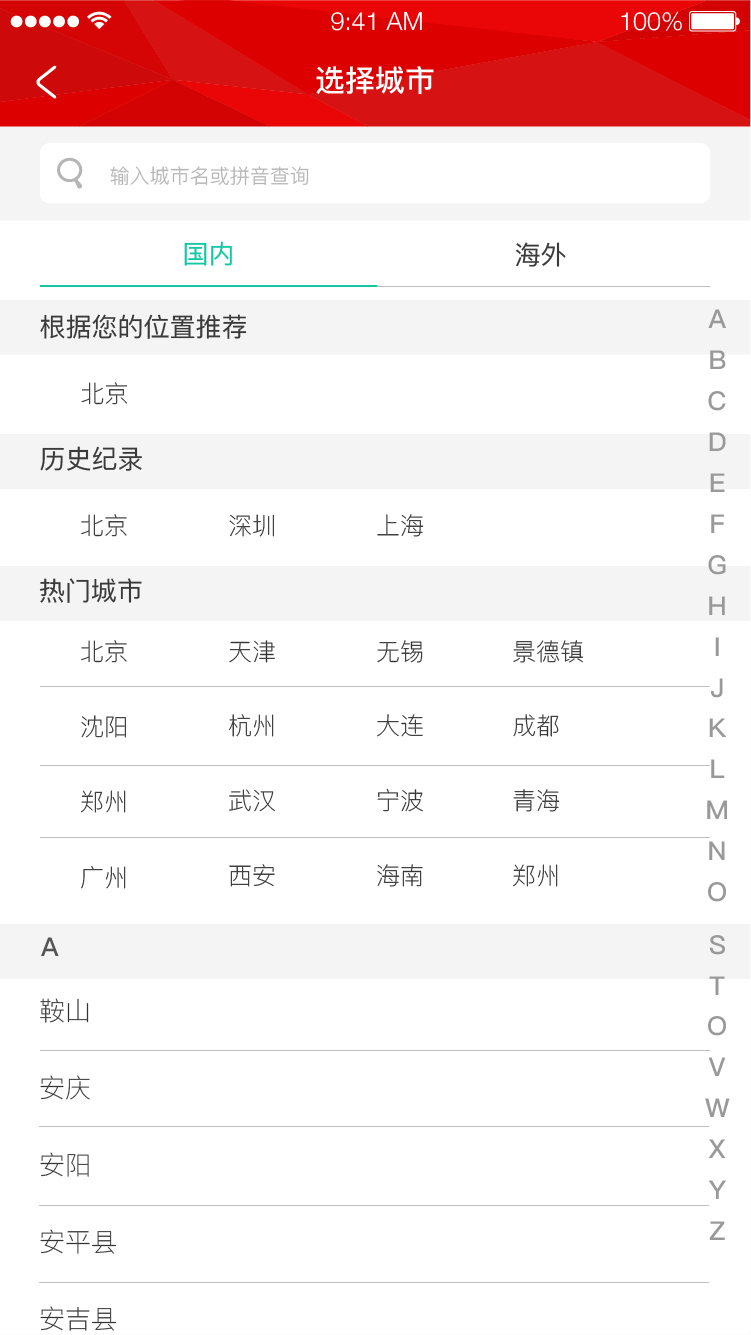 9:41 AM 100%
选择城市
输入城市名或拼音查询
国内 海外
根据您的位置推荐
北京
历史纪录
北京 深圳 上海
热门城市
北京 天津 无锡 景德镇
沈阳 杭州 大连 成都
郑州 武汉 宁波 青海
广州 西安 海南 郑州
A
鞍山
安庆
安阳
安平县
安吉县
A
B
C
D
E
F
G
H
I
J
K
L
M
N
O
S
T
O
V
W
X
Y
Z